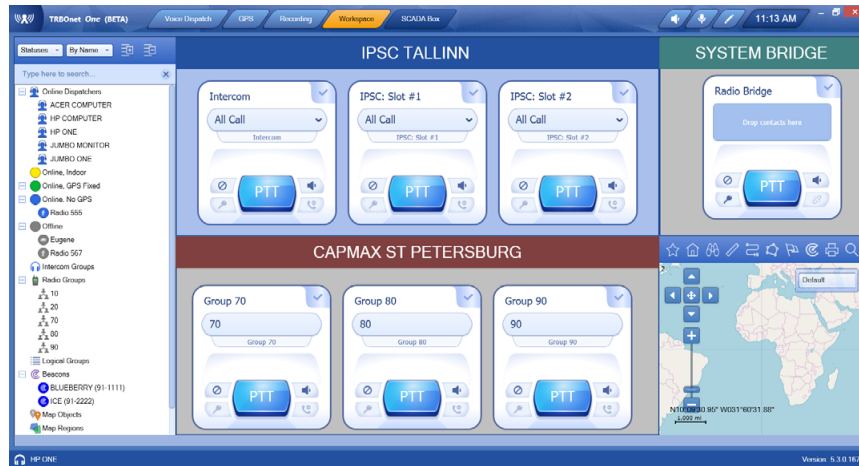 TRBOnet One (BETA)
Voice Dispatch
GPS
Recording
Workspace
SCADA Box
11:13 AM
Statuses
By Name
Type here to search...
Online Dispatchers
ACER COMPUTER
HP COMPUTER
HP ONE
JUMBO MONITOR
JUMBO ONE
Online, Indoor
Online, GPS Fixed
Online, No GPS
Radio 555
Offline
Eugene
Radio 567
Intercom Groups
Radio Groups
10
20
70
80
90
Logical Groups
Beacons
BLUEBERRY (91-1111)
ICE (91-2222)
Map Objects
Map Regions
IPSC TALLINN
Intercom
All Call
Intercom
PTT
IPSC: Slot #1
All Call
IPSC: Slot #1
PTT
IPSC: Slot #2
All Call
IPSC: Slot #2
PTT
SYSTEM BRIDGE
Radio Bridge
Drop contacts here
PTT
CAPMAX ST PETERSBURG
Group 70
70
Group 70
PTT
Group 80
80
Group 80
PTT
Group 90
90
Group 90
PTT
Default
1,000 mi
HP ONE
Version: 5.3.0.167